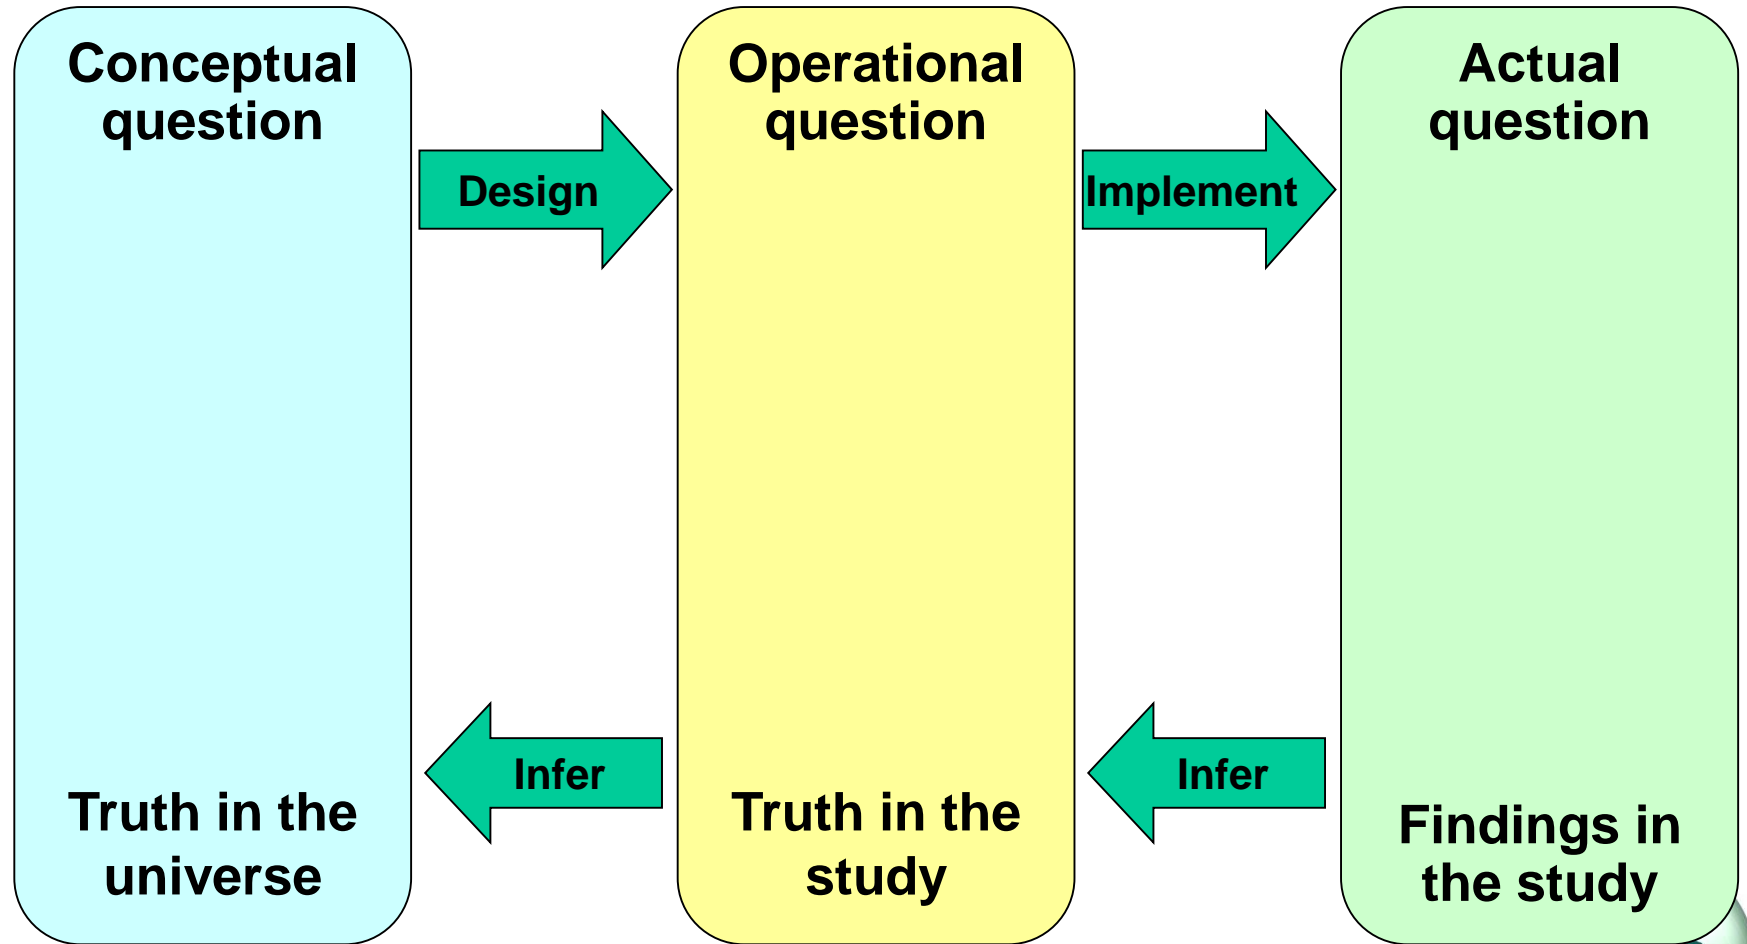 Conceptual
question
Design
Operational
question
Implement
Actual
question
Truth in the
universe
Infer
Truth in the
study
Infer
Findings in
the study